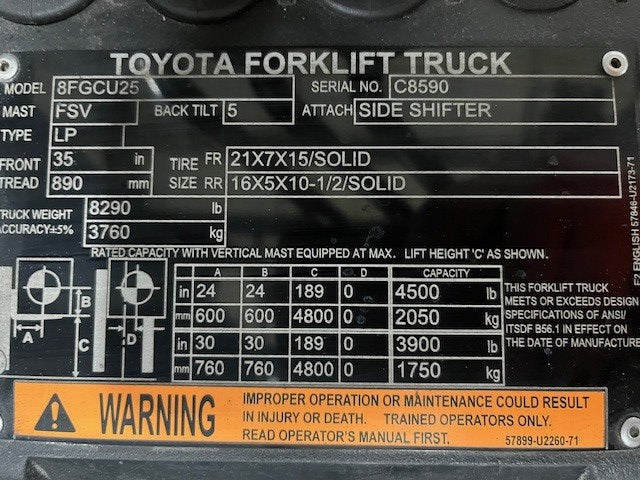 TOYOTA FORKLIFT TRUCK
MODEL 8FGCU25 SERIAL NO. C8590
MAST FSV BACK TILT 5 ATTACH SIDE SHIFTER
TYPE LP
FRONT 35 in TIRE FR 21X7X15/SOLID
TREAD 890 mm SIZE RR 16X5X10-1/2/SOLID
TRUCK WEIGHT 8290 lb
ACCURACY±5% 3760 kg
RATED CAPACITY WITH VERTICAL MAST EQUIPPED AT MAX. LIFT HEIGHT 'C' AS SHOWN.
A B C D CAPACITY
in 24 24 189 0 4500 lb
mm 600 600 4800 0 2050 kg
in 30 30 189 0 3900 lb
mm 760 760 4800 0 1750 kg
B
A
C
D
THIS FORKLIFT TRUCK
MEETS OR EXCEEDS DESIGN
SPECIFICATIONS OF ANSI/
ITSDF B56.1 IN EFFECT ON
THE DATE OF MANUFACTURE
F2 ENGLISH 57846-U2173-71
WARNING
IMPROPER OPERATION OR MAINTENANCE COULD RESULT
IN INJURY OR DEATH. TRAINED OPERATORS ONLY.
READ OPERATOR'S MANUAL FIRST. 57899-U2260-71